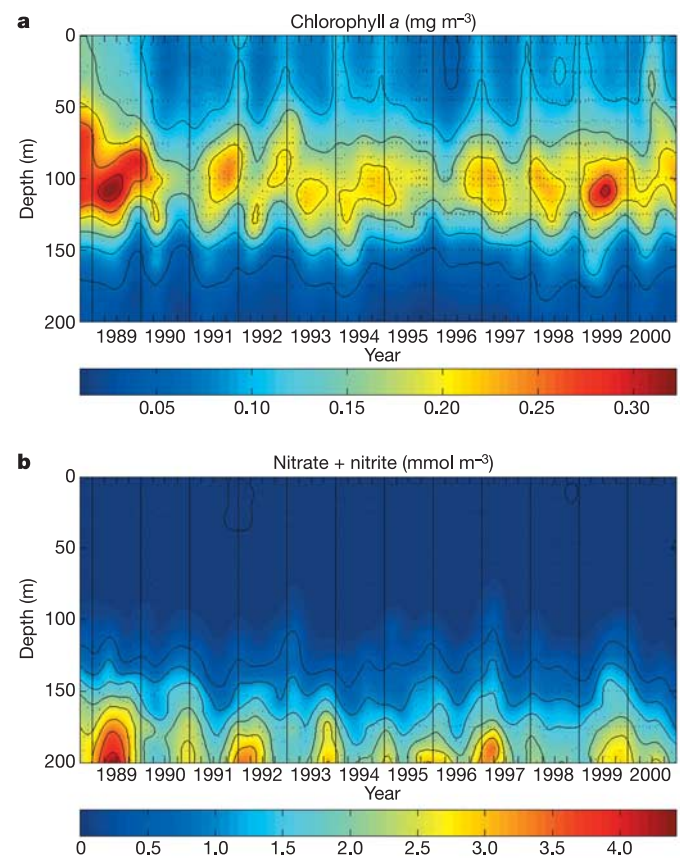 a
Chlorophyll a (mg m–3)
0
50
100
150
200
Depth (m)
1989 1990 1991 1992 1993 1994 1995 1996 1997 1998 1999 2000
Year
0.05 0.10 0.15 0.20 0.25 0.30
b
Nitrate + nitrite (mmol m–3)
0
50
100
150
200
Depth (m)
1989 1990 1991 1992 1993 1994 1995 1996 1997 1998 1999 2000
Year
0 0.5 1.0 1.5 2.0 2.5 3.0 3.5 4.0